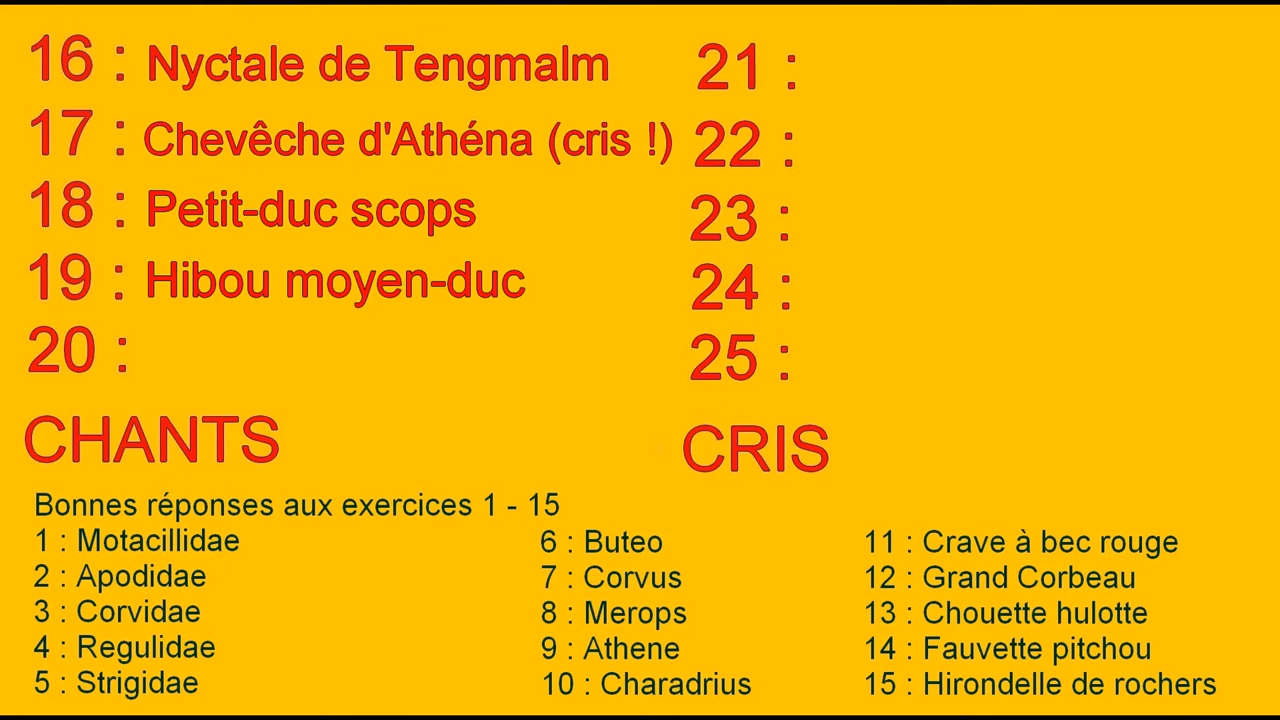 16 : Nyctale de Tengmalm
17 : Chevêche d'Athéna (cris !)
18 : Petit-duc scops
19 : Hibou moyen-duc
20 :
CHANTS
21 :
22 :
23 :
24 :
25 :
CRIS
Bonnes réponses aux exercices 1 - 15
1 : Motacillidae
2 : Apodidae
3 : Corvidae
4 : Regulidae
5 : Strigidae
6 : Buteo
7 : Corvus
8 : Merops
9 : Athene
10 : Charadrius
11 : Crave à bec rouge
12 : Grand Corbeau
13 : Chouette hulotte
14 : Fauvette pitchou
15 : Hirondelle de rochers